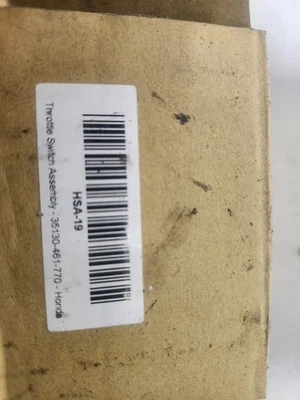 HSA-19
Throttle Switch Assembly - 35130-461-770 - Honda